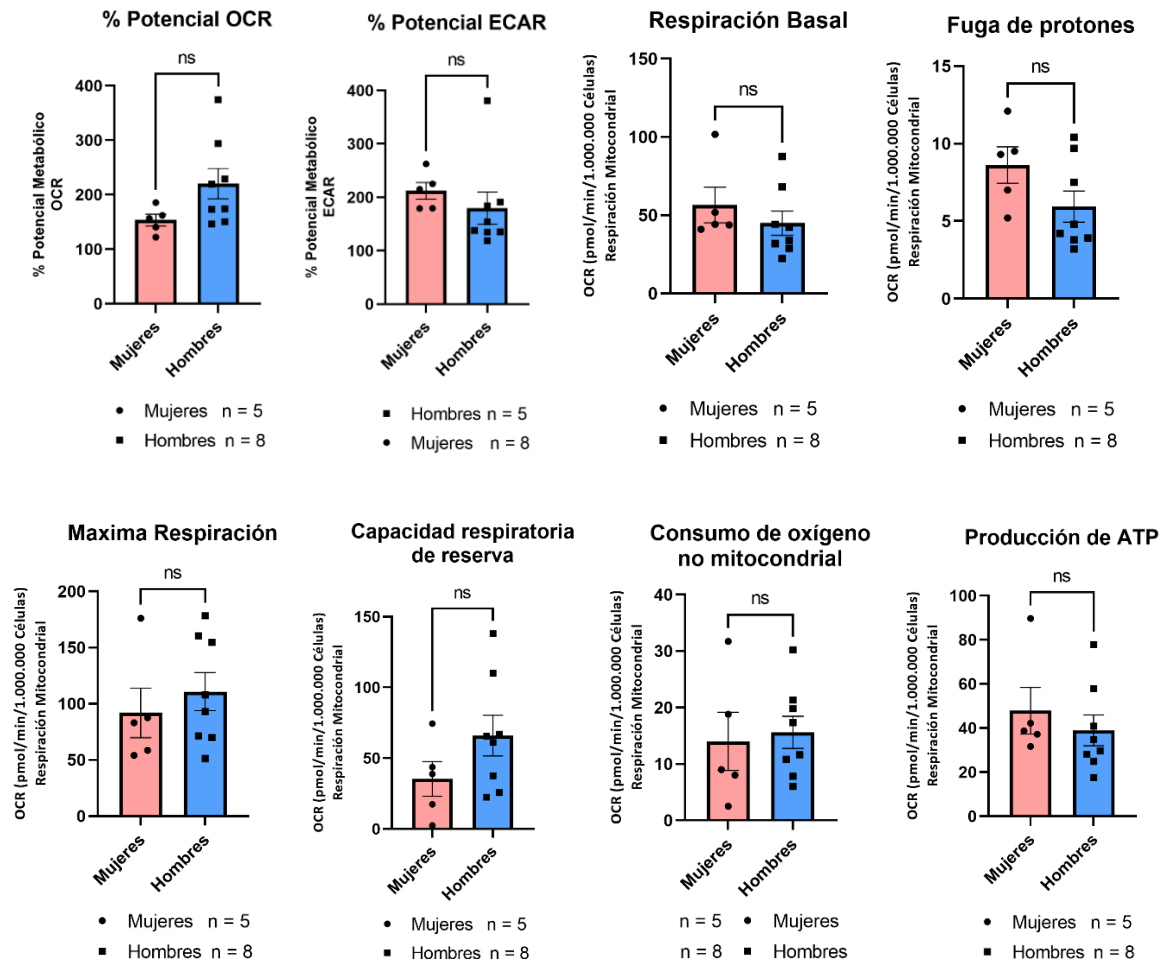 % Potencial OCR
ns
% Potencial Metabólico
OCR
400
300
200
100
0
Mujeres
Hombres
● Mujeres n = 5
■ Hombres n = 8
% Potencial ECAR
ns
% Potencial Metabólico
ECAR
400
300
200
100
0
Mujeres
Hombres
■ Hombres n = 5
● Mujeres n = 8
Respiración Basal
ns
OCR (pmol/min/1.000.000 Células)
Respiración Mitocondrial
150
100
50
0
Mujeres
Hombres
● Mujeres n = 5
■ Hombres n = 8
Fuga de protones
ns
OCR (pmol/min/1.000.000 Células)
Respiración Mitocondrial
15
10
5
0
Mujeres
Hombres
● Mujeres n = 5
■ Hombres n = 8
Maxima Respiración
ns
OCR (pmol/min/1.000.000 Células)
Respiración Mitocondrial
200
150
100
50
0
Mujeres
Hombres
● Mujeres n = 5
■ Hombres n = 8
Capacidad respiratoria
de reserva
ns
OCR (pmol/min/1.000.000 Células)
Respiración Mitocondrial
150
100
50
0
Mujeres
Hombres
● Mujeres n = 5
■ Hombres n = 8
Consumo de oxígeno
no mitocondrial
ns
OCR (pmol/min/1.000.000 Células)
Respiración Mitocondrial
40
30
20
10
0
Mujeres
Hombres
n = 5 ● Mujeres
n = 8 ■ Hombres
Producción de ATP
ns
OCR (pmol/min/1.000.000 Células)
Respiración Mitocondrial
100
80
60
40
20
0
Mujeres
Hombres
● Mujeres n = 5
■ Hombres n = 8